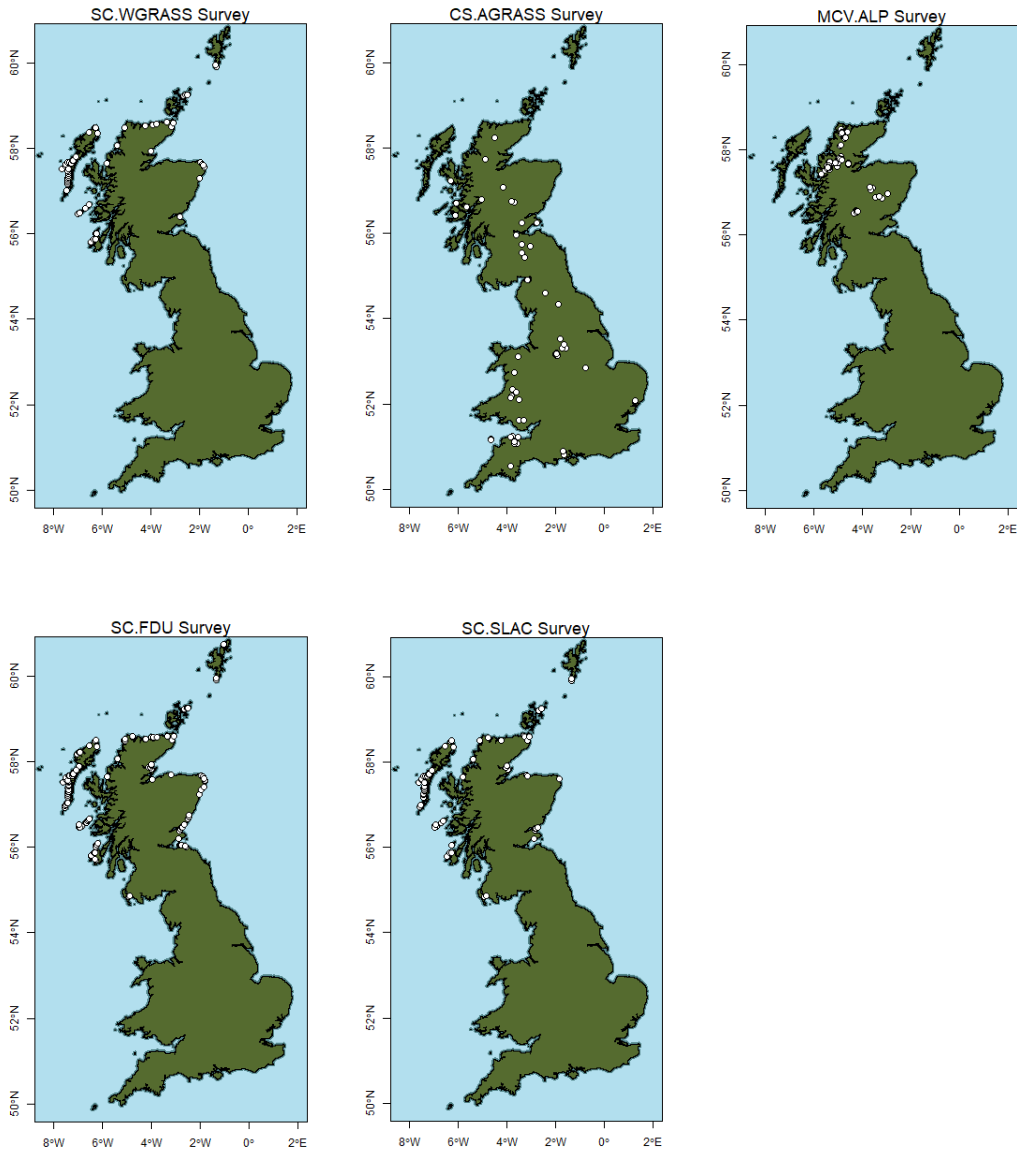 SC.WGRASS Survey
60°N
58°N
56°N
54°N
52°N
50°N
8°W 6°W 4°W 2°W 0° 2°E
CS.AGRASS Survey
60°N
58°N
56°N
54°N
52°N
50°N
8°W 6°W 4°W 2°W 0° 2°E
MCV.ALP Survey
60°N
58°N
56°N
54°N
52°N
50°N
8°W 6°W 4°W 2°W 0° 2°E
SC.FDU Survey
60°N
58°N
56°N
54°N
52°N
50°N
8°W 6°W 4°W 2°W 0° 2°E
SC.SLAC Survey
60°N
58°N
56°N
54°N
52°N
50°N
8°W 6°W 4°W 2°W 0° 2°E